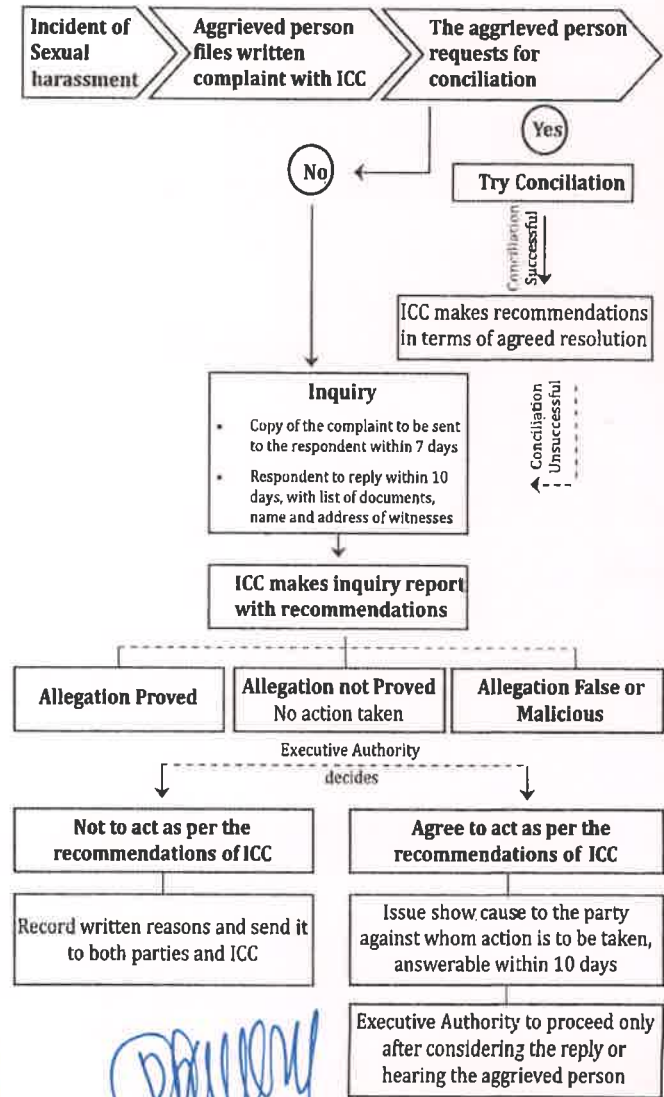 Incident of
Sexual
harassment
Aggrieved person
files written
complaint with ICC
The aggrieved person
requests for
conciliation
No
Yes
Try Conciliation
Conciliation
Successful
ICC makes recommendations
in terms of agreed resolution
Inquiry
• Copy of the complaint to be sent
to the respondent within 7 days
• Respondent to reply within 10
days, with list of documents,
name and address of witnesses
Conciliation
Unsuccessful
ICC makes inquiry report
with recommendations
Allegation Proved
Allegation not Proved
No action taken
Allegation False or
Malicious
Executive Authority
decides
Not to act as per the
recommendations of ICC
Agree to act as per the
recommendations of ICC
Record written reasons and send it
to both parties and ICC
Issue show cause to the party
against whom action is to be taken,
answerable within 10 days
Executive Authority to proceed only
after considering the reply or
hearing the aggrieved person